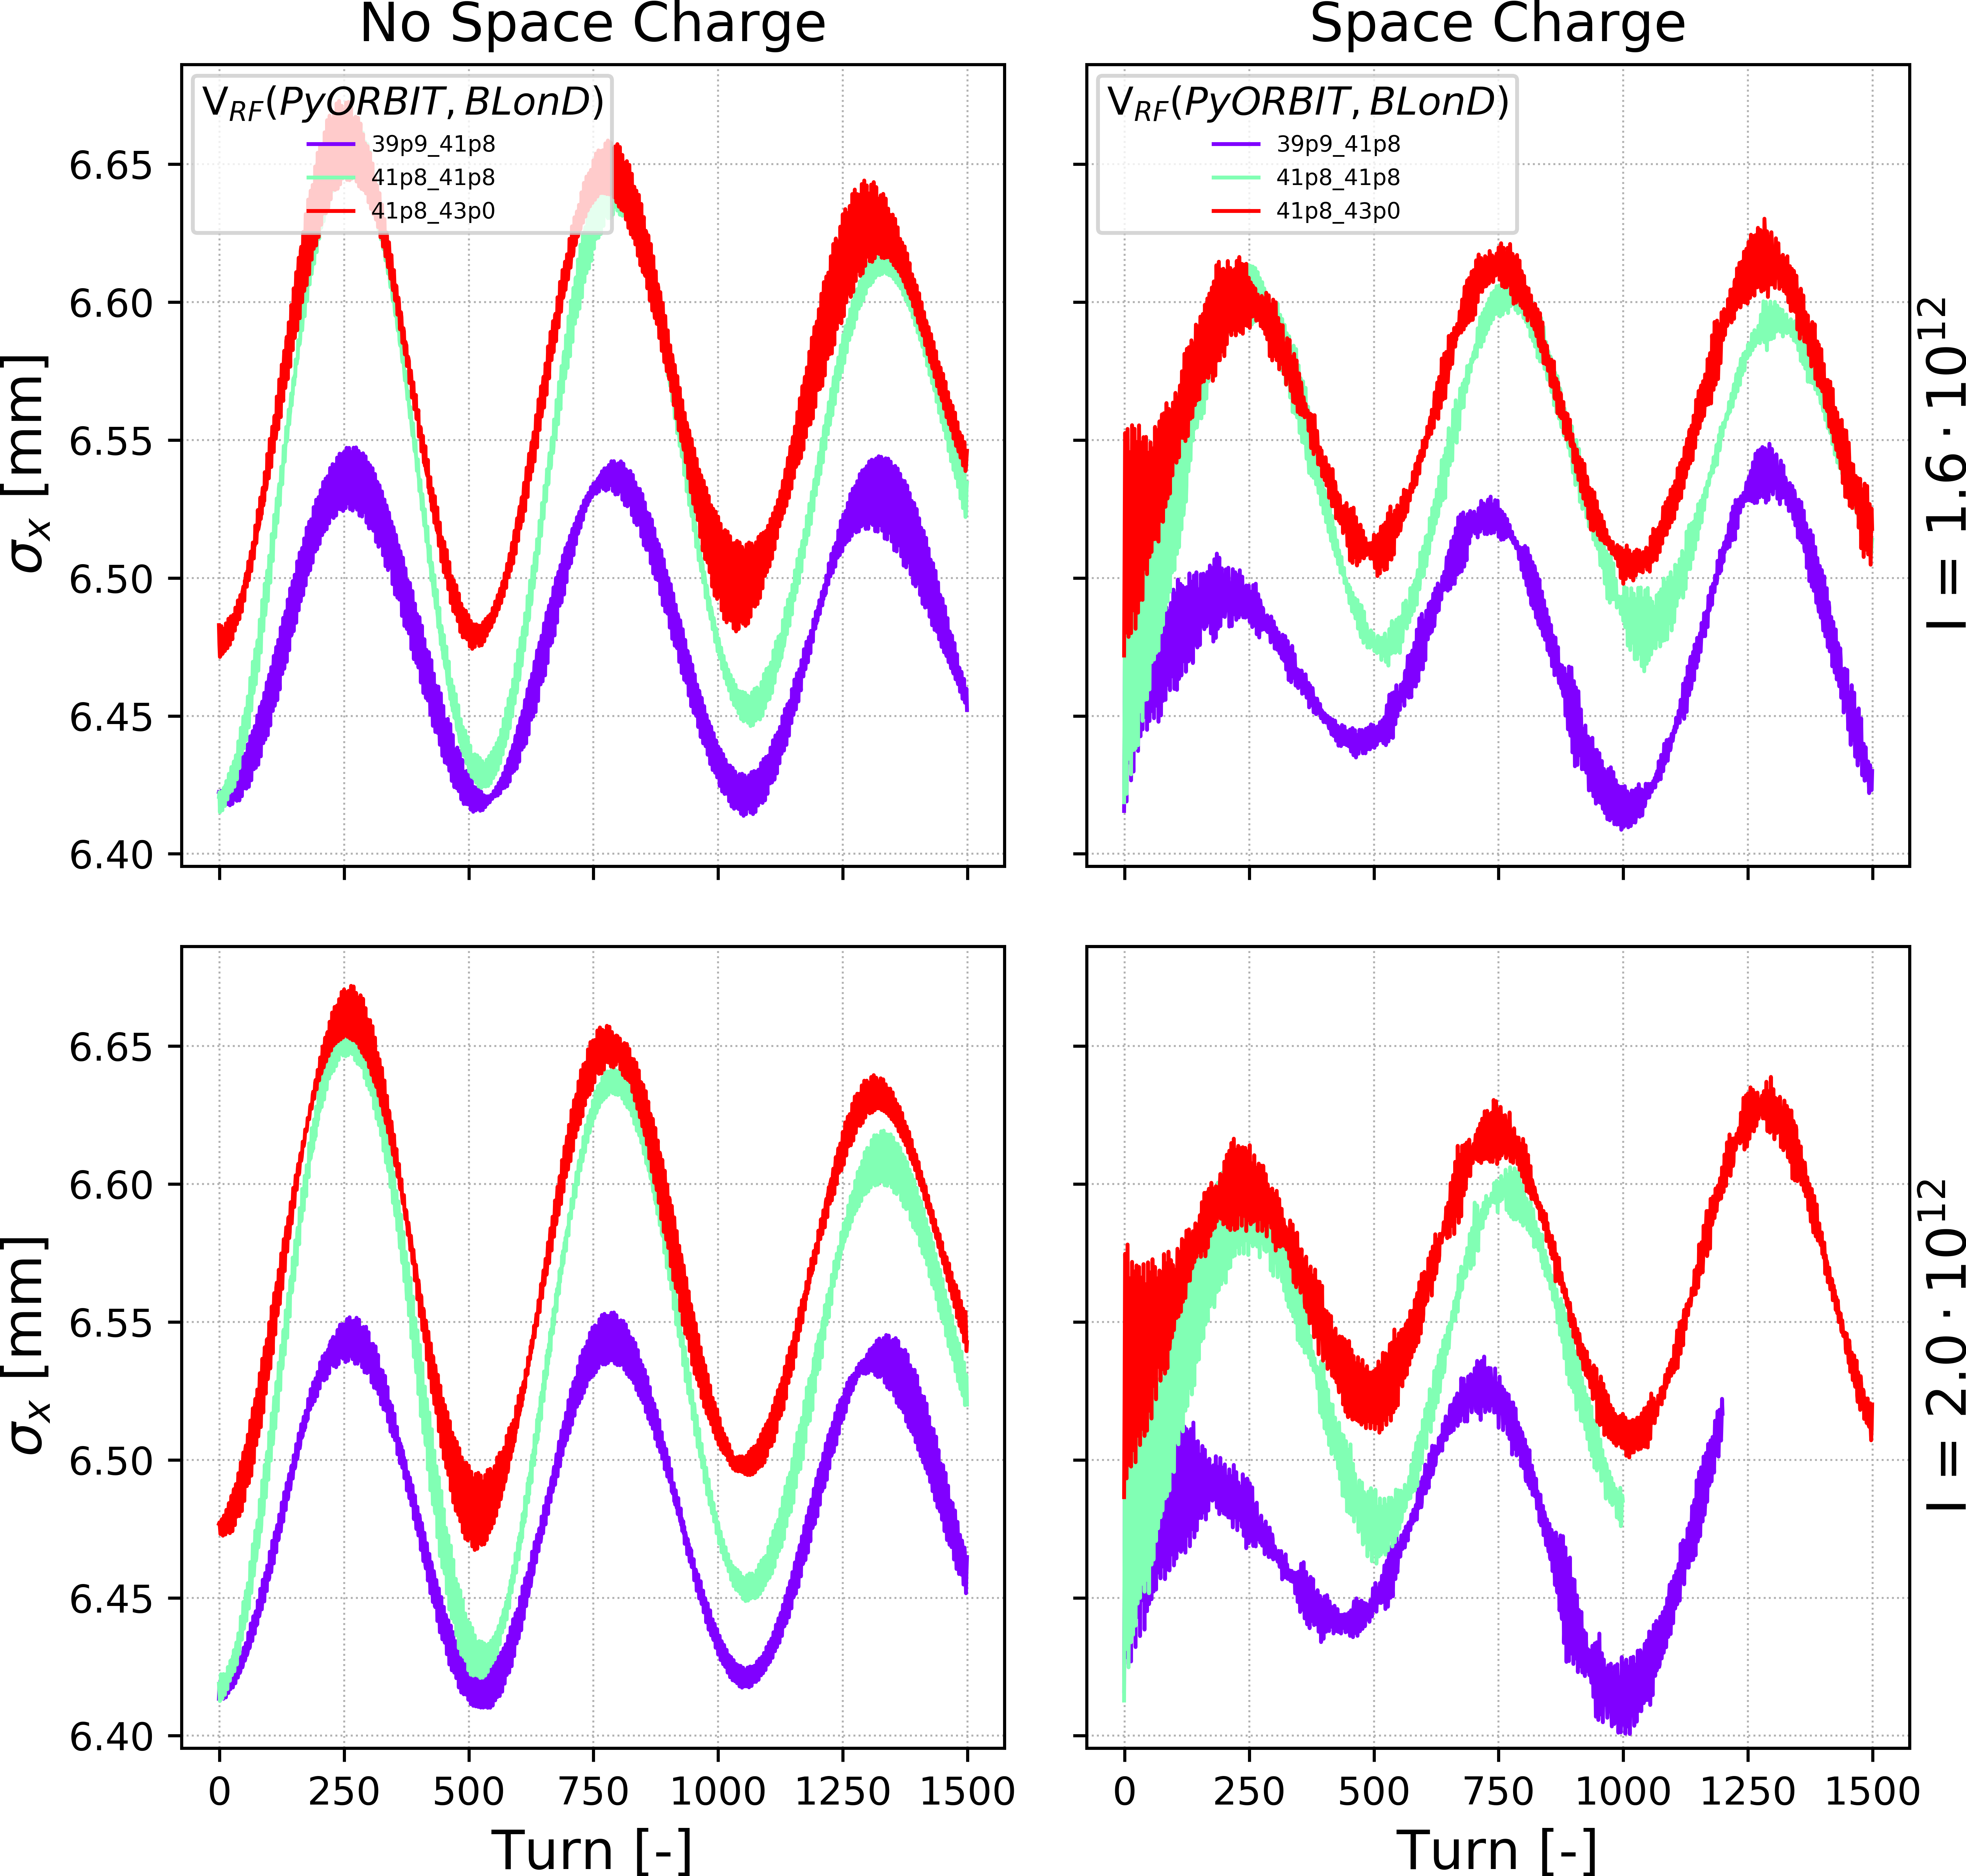 No Space Charge
Space Charge
V_RF(PyORBIT, BLonD)
39p9_41p8
41p8_41p8
41p8_43p0
V_RF(PyORBIT, BLonD)
39p9_41p8
41p8_41p8
41p8_43p0
σ_x [mm]
6.65
6.60
6.55
6.50
6.45
6.40
I = 1.6 · 10^12
σ_x [mm]
6.65
6.60
6.55
6.50
6.45
6.40
I = 2.0 · 10^12
0 250 500 750 1000 1250 1500
0 250 500 750 1000 1250 1500
Turn [-]
Turn [-]